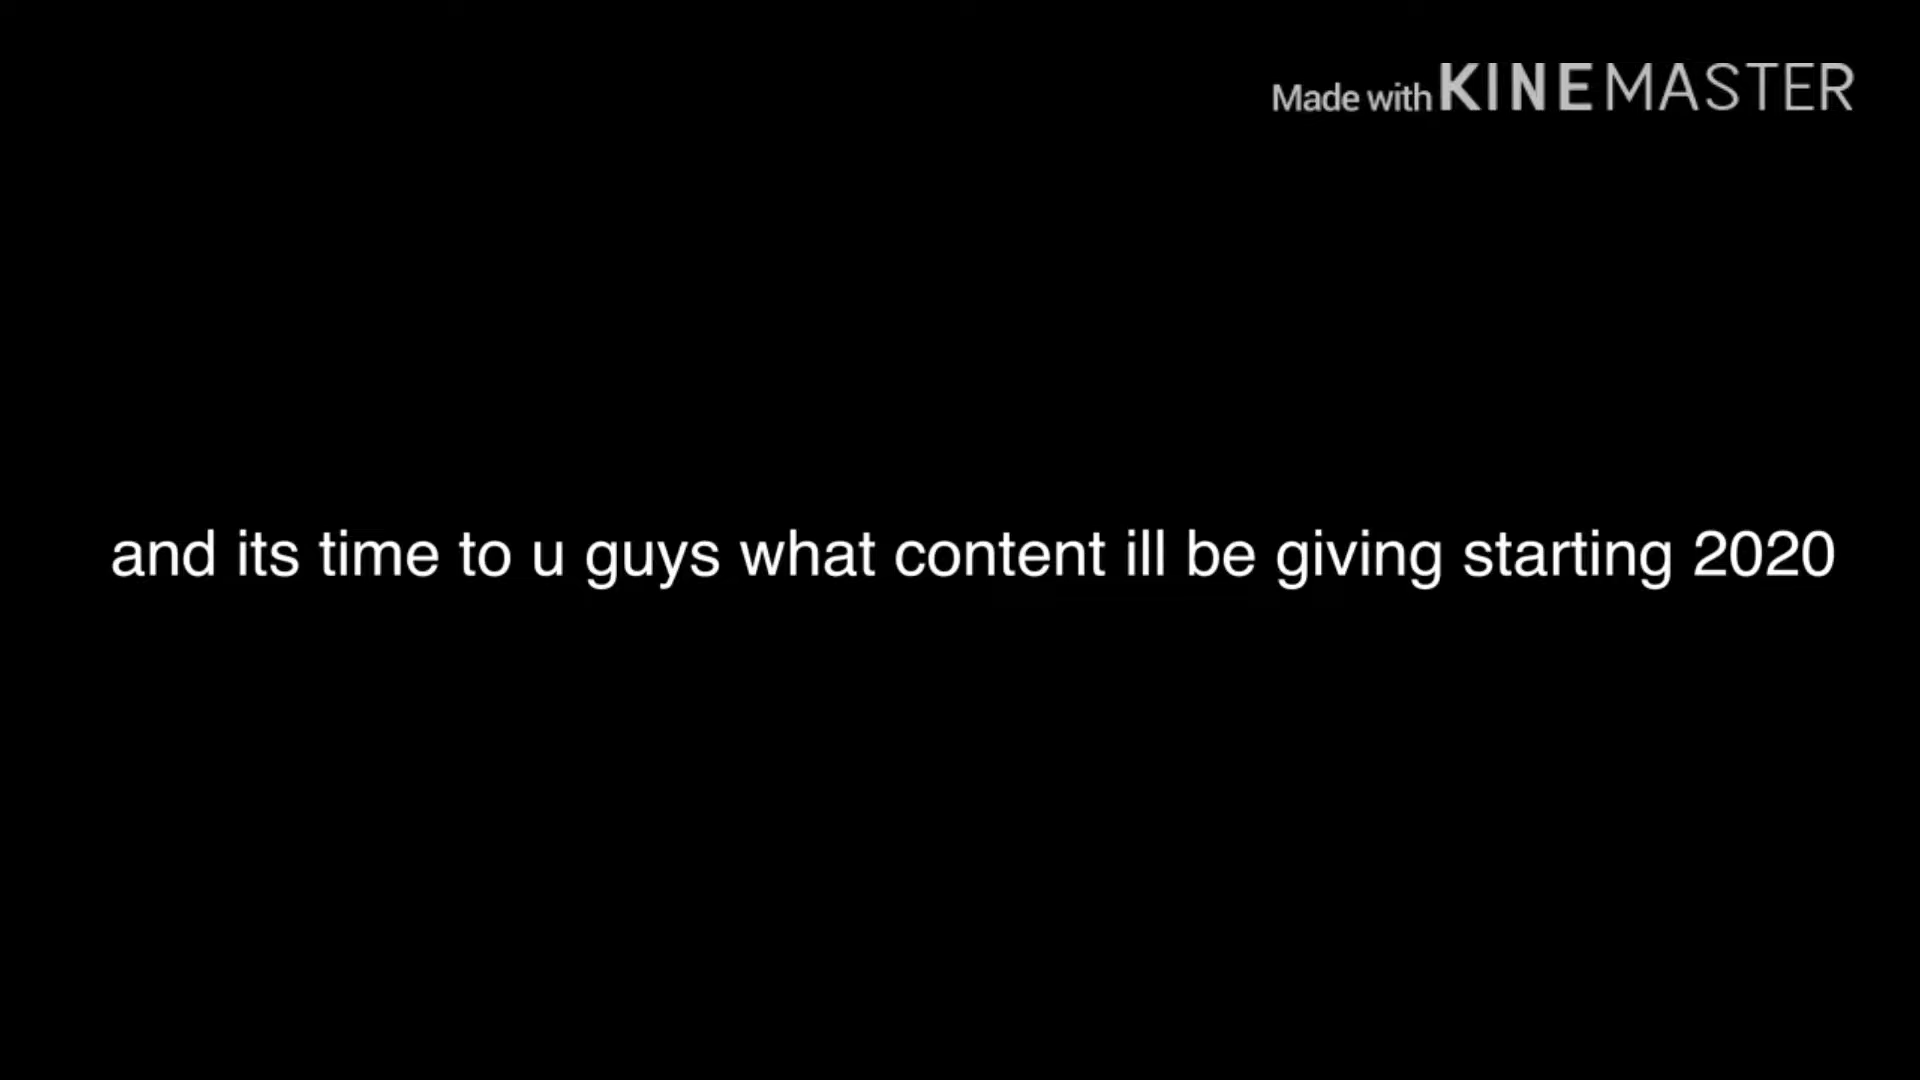 Made with KINEMASTER
and its time to u guys what content ill be giving starting 2020